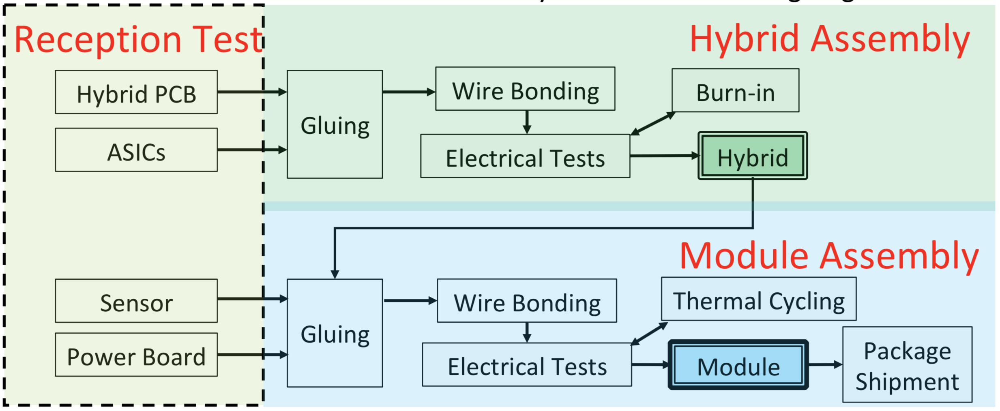 Reception Test
Hybrid Assembly
Hybrid PCB
ASICs
Gluing
Wire Bonding
Burn-in
Electrical Tests
Hybrid
Module Assembly
Sensor
Power Board
Gluing
Wire Bonding
Thermal Cycling
Electrical Tests
Module
Package
Shipment